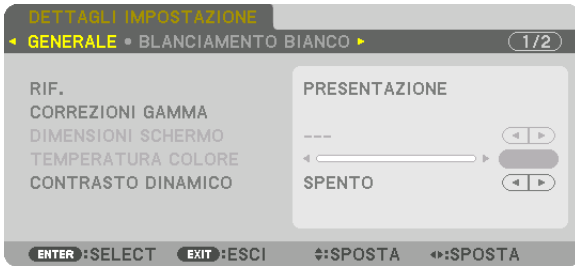 DETTAGLI IMPOSTAZIONE
GENERALE • BLANCIAMENTO BIANCO 1/2
RIF. PRESENTAZIONE
CORREZIONI GAMMA
DIMENSIONI SCHERMO ---
TEMPERATURA COLORE
CONTRASTO DINAMICO SPENTO
ENTER :SELECT EXIT :ESCI :SPOSTA :SPOSTA